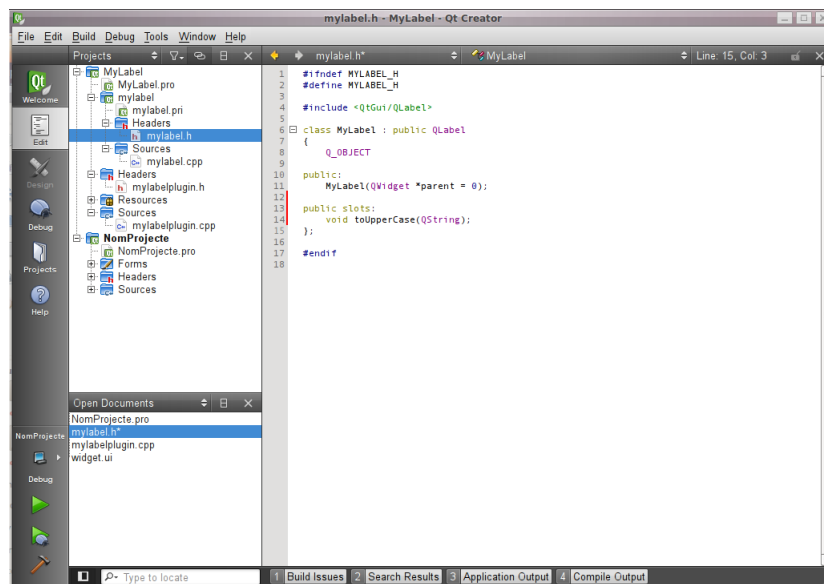 mylabel.h - MyLabel - Qt Creator
File Edit Build Debug Tools Window Help
Projects
mylabel.h*
MyLabel
Line: 15, Col: 3
Qt
Welcome
Edit
Design
Debug
Projects
Help
MyLabel
MyLabel.pro
mylabel
mylabel.pri
Headers
mylabel.h
Sources
mylabel.cpp
Headers
mylabelplugin.h
Resources
Sources
mylabelplugin.cpp
NomProjecte
NomProjecte.pro
Forms
Headers
Sources
1 #ifndef MYLABEL_H
2 #define MYLABEL_H
3
4 #include <QtGui/QLabel>
5
6 class MyLabel : public QLabel
7 {
8 Q_OBJECT
9
10 public:
11 MyLabel(QWidget *parent = 0);
12
13 public slots:
14 void toUpperCase(QString);
15 };
16
17 #endif
18
Open Documents
NomProjecte.pro
mylabel.h*
mylabelplugin.cpp
widget.ui
NomProjecte
Debug
Type to locate
1 Build Issues 2 Search Results 3 Application Output 4 Compile Output